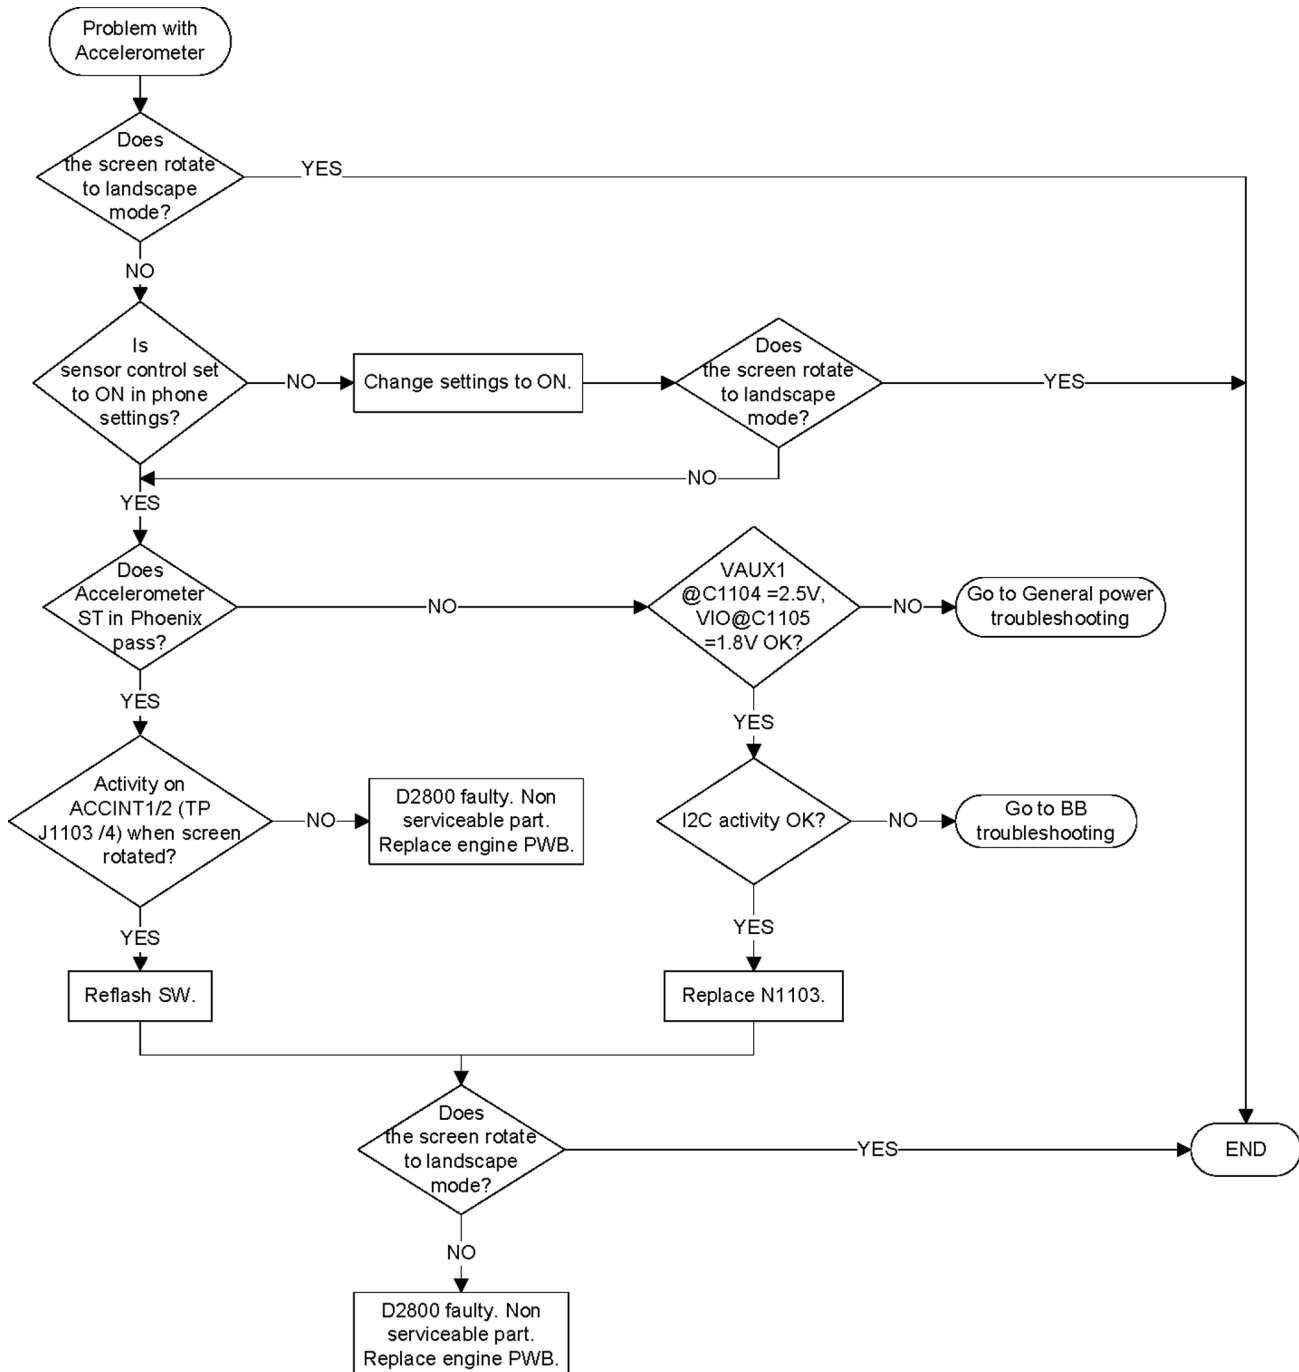 Problem with
Accelerometer
Does
the screen rotate
to landscape
mode?
YES
NO
Is
sensor control set
to ON in phone
settings?
NO
Change settings to ON.
Does
the screen rotate
to landscape
mode?
YES
NO
YES
Does
Accelerometer
ST in Phoenix
pass?
NO
VAUX1
@C1104 =2.5V,
VIO@C1105
=1.8V OK?
NO
Go to General power
troubleshooting
YES
YES
Activity on
ACCINT1/2 (TP
J1103 /4) when screen
rotated?
NO
D2800 faulty. Non
serviceable part.
Replace engine PWB.
I2C activity OK?
NO
Go to BB
troubleshooting
YES
YES
Reflash SW.
Replace N1103.
Does
the screen rotate
to landscape
mode?
YES
END
NO
D2800 faulty. Non
serviceable part.
Replace engine PWB.